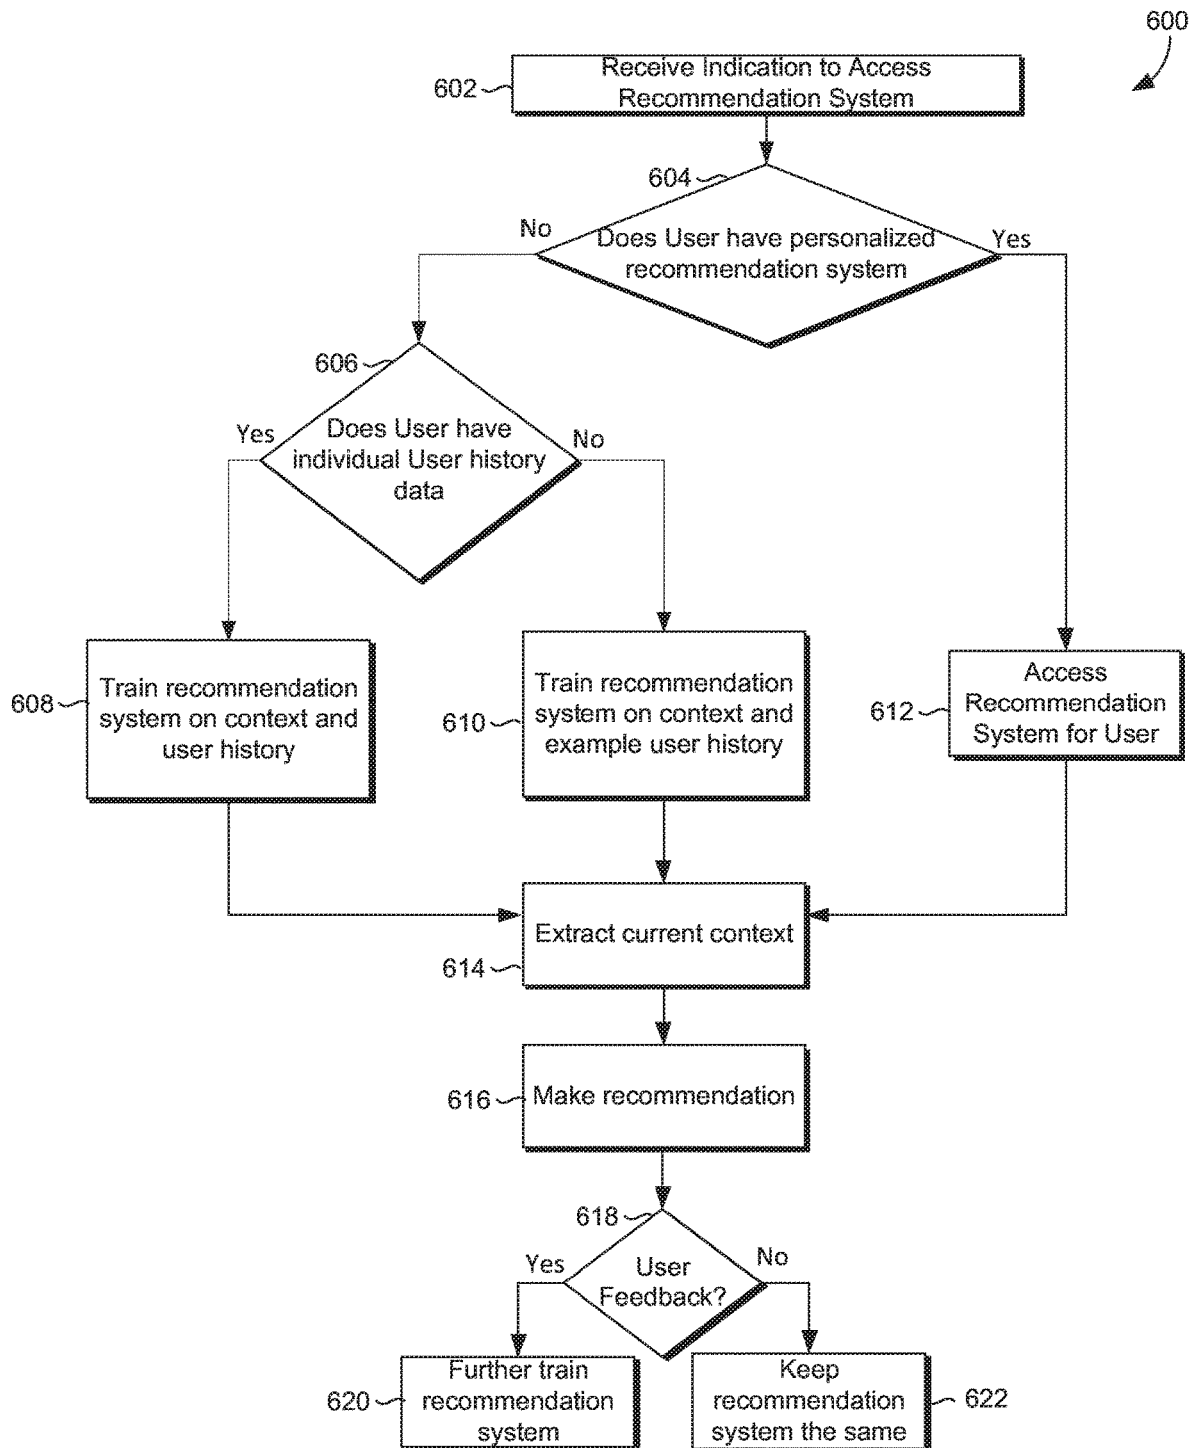 600
Receive Indication to Access
Recommendation System
602
604
No
Does User have personalized
recommendation system
Yes
606
Yes
Does User have
individual User history
data
No
608
Train recommendation
system on context and
user history
610
Train recommendation
system on context and
example user history
612
Access
Recommendation
System for User
Extract current context
614
616
Make recommendation
618
Yes
User
Feedback?
No
620
Further train
recommendation
system
Keep
recommendation
system the same
622